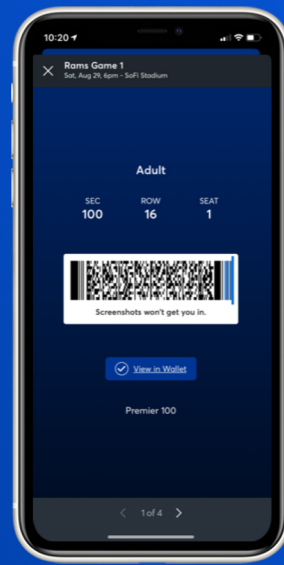 10:20
Rams Game 1
Sat, Aug 29, 6pm - SoFi Stadium
Adult
SEC ROW SEAT
100 16 1
Screenshots won't get you in.
View in Wallet
Premier 100
1 of 4